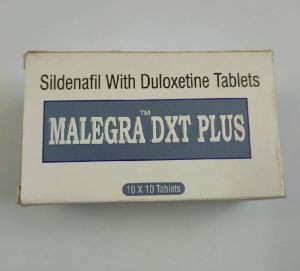 Sildenafil With Duloxetine Tablets
MALEGRA™ DXT PLUS
10 X 10 Tablets